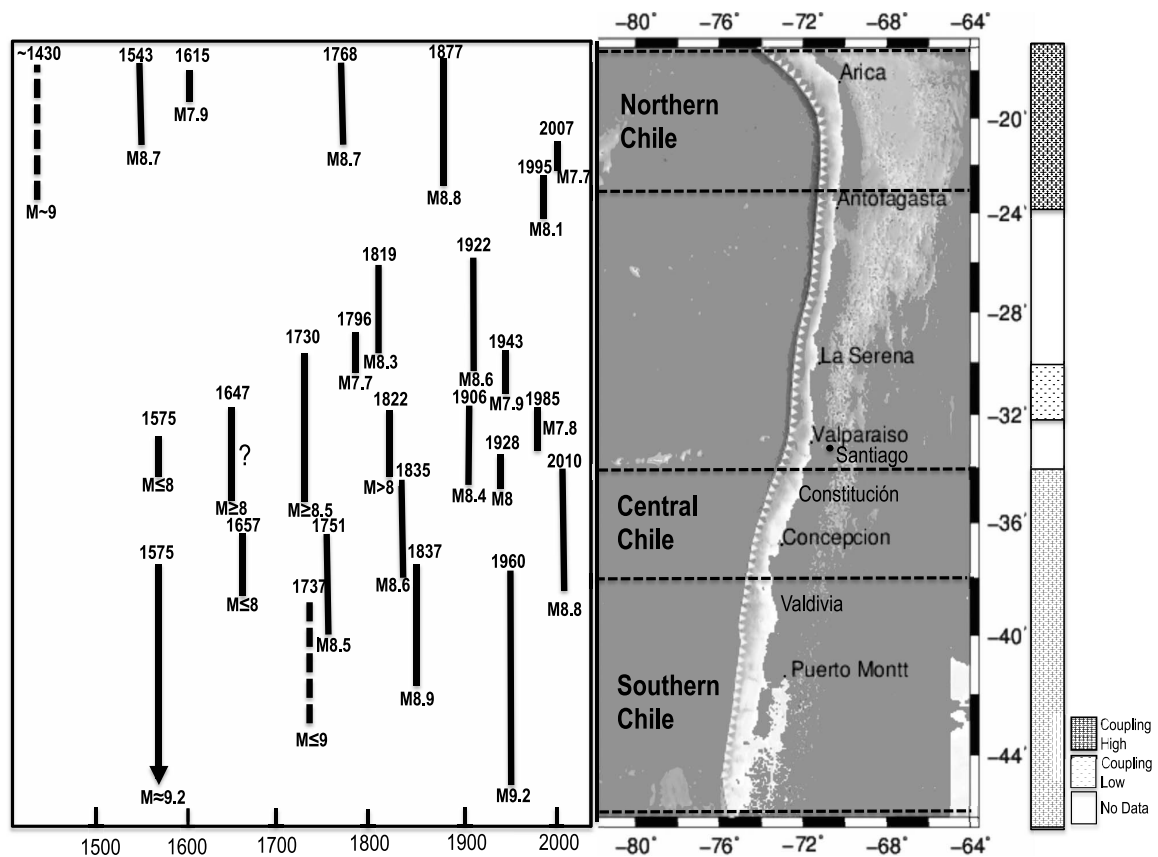 ~1430
1543
1615
1768
1877
M7.9
2007
1995
M7.7
M8.7
M8.7
M8.8
M~9
M8.1
1922
1819
1796
1730
1943
M8.3
M7.7
M8.6
1647
1822
1906
M7.9
1985
1575
M7.8
?
1928
2010
1835
M≤8
M>8
M8.4
M8
M≥8
M≥8.5
1657
1751
1837
1960
1575
M8.6
1737
M≤8
M8.8
M8.5
M8.9
M≤9
M≈9.2
M9.2
1500
1600
1700
1800
1900
2000
−80°
−76°
−72°
−68°
−64°
Arica
Northern
Chile
−20°
Antofagasta
−24°
−28°
La Serena
−32°
Valparaiso
Santiago
Central
Chile
Constitución
−36°
Concepcion
Valdivia
−40°
Southern
Chile
Puerto Montt
−44°
−80°
−76°
−72°
−68°
−64°
Coupling
High
Coupling
Low
No Data